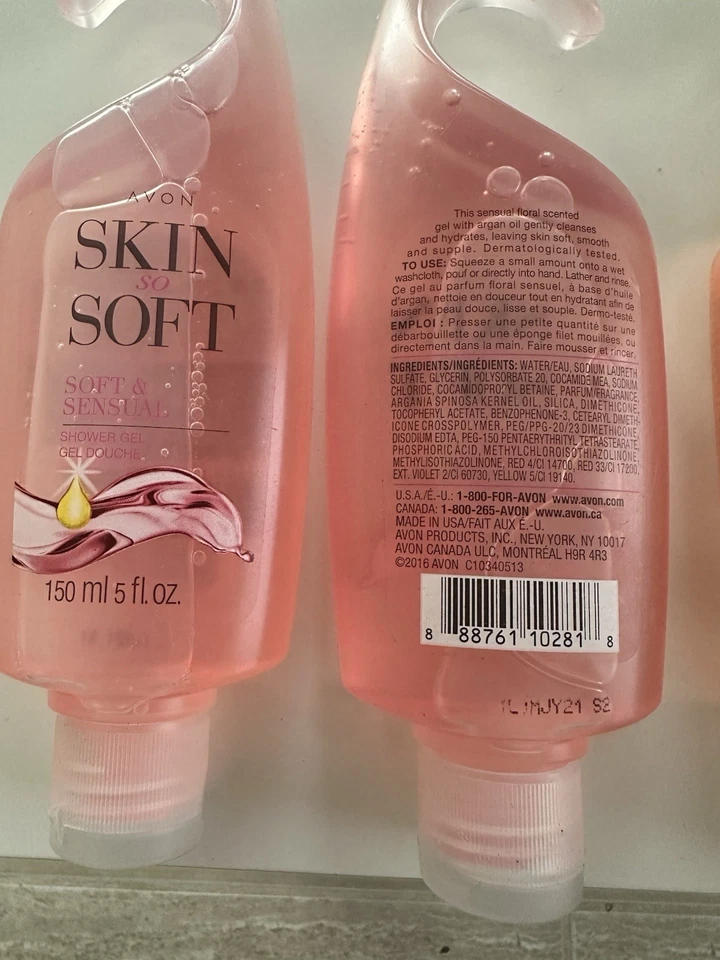 AVON
SKIN
so
SOFT
SOFT &
SENSUAL
SHOWER GEL
GEL DOUCHE
150 ml 5 fl. oz.
This sensual floral scented
gel with argan oil gently cleanses
and hydrates, leaving skin soft, smooth
and supple. Dermatologically tested.
TO USE: Squeeze a small amount onto a wet
washcloth, pouf or directly into hand. Lather and rinse.
Ce gel au parfum floral sensuel, à base d'huile
d'argan, nettoie en douceur tout en hydratant afin de
laisser la peau douce, lisse et souple. Dermo-testé.
EMPLOI : Presser une petite quantité sur une
débarbouillette ou une éponge filet mouillées, ou
directement dans la main. Faire mousser et rincer.
INGREDIENTS/INGRÉDIENTS: WATER/EAU, SODIUM LAURETH
SULFATE, GLYCERIN, POLYSORBATE 20, COCAMIDE MEA, SODIUM
CHLORIDE, COCAMIDOPROPYL BETAINE, PARFUM/FRAGRANCE,
ARGANIA SPINOSA KERNEL OIL, SILICA, DIMETHICONE,
TOCOPHERYL ACETATE, BENZOPHENONE-3, CETEARYL DIMETH-
ICONE CROSSPOLYMER, PEG/PPG-20/23 DIMETHICONE,
DISODIUM EDTA, PEG-150 PENTAERYTHRITYL TETRASTEARATE,
PHOSPHORIC ACID, METHYLCHLOROISOTHIAZOLINONE,
METHYLISOTHIAZOLINONE, RED 4/CI 14700, RED 33/CI 17200,
EXT. VIOLET 2/CI 60730, YELLOW 5/CI 19140.
U.S.A./É.-U.: 1-800-FOR-AVON www.avon.com
CANADA: 1-800-265-AVON www.avon.ca
MADE IN USA/FAIT AUX É.-U.
AVON PRODUCTS, INC., NEW YORK, NY 10017
AVON CANADA ULC, MONTRÉAL H9R 4R3
©2016 AVON C10340513
8 88761 10281 8
MJY21 S2